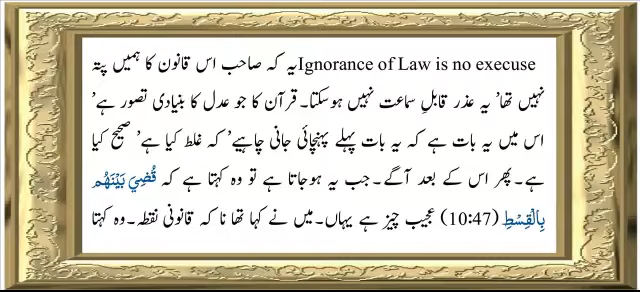 Ignorance of Law is no execuse یہ کہ صاحب اس قانون کا ہمیں پتہ
نہیں تھا’ یہ عذر قابلِ سماعت نہیں ہوسکتا۔ قرآن کا جو عدل کا بنیادی تصور ہے’
اس میں یہ بات ہے کہ یہ بات پہلے پہنچائی جانی چاہیے’ کہ غلط کیا ہے’ صحیح کیا
ہے۔ پھر اس کے بعد آگے۔ جب یہ ہوجاتا ہے تو وہ کہتا ہے کہ قُضِيَ بَيْنَهُم
بِالْقِسْطِ (10:47) عجیب چیز ہے یہاں۔ میں نے کہا تھا نا کہ قانونی نقطہ۔ وہ کہتا